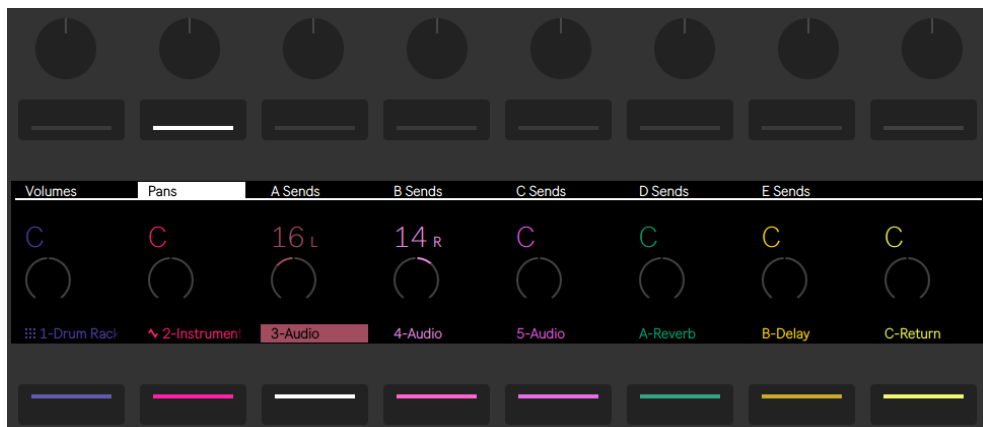 Volumes Pans A Sends B Sends C Sends D Sends E Sends
C C 16 L 14 R C C C C
1-Drum Rack 2-Instrument 3-Audio 4-Audio 5-Audio A-Reverb B-Delay C-Return